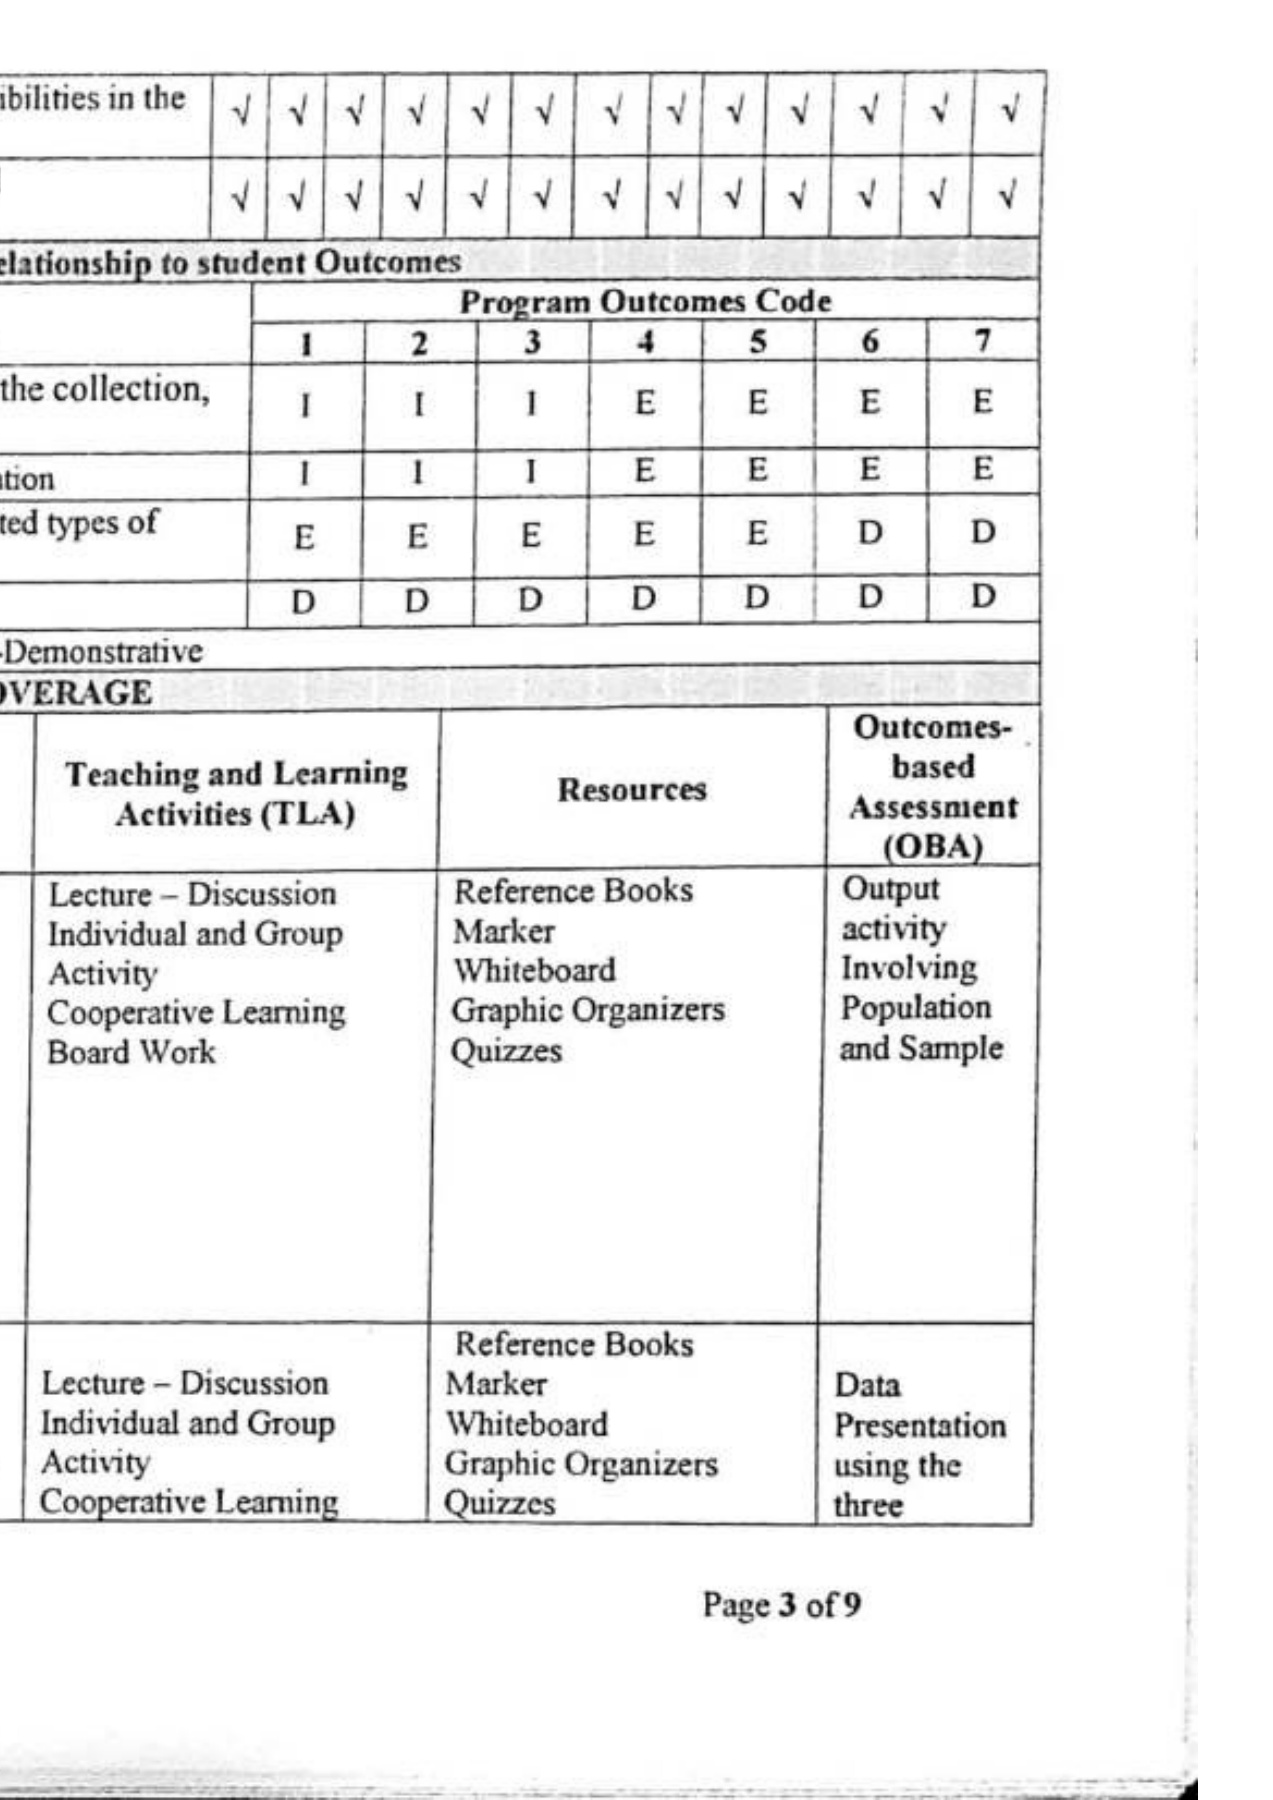 ibilities in the √ √ √ √ √ √ √ √ √ √ √ √ √
√ √ √ √ √ √ √ √ √ √ √ √ √
elationship to student Outcomes
Program Outcomes Code
1 2 3 4 5 6 7
the collection, I I I E E E E
ation I I I E E E E
ted types of E E E E E D D
D D D D D D D
-Demonstrative
OVERAGE
Teaching and Learning
Activities (TLA)
Resources
Outcomes-
based
Assessment
(OBA)
Lecture – Discussion
Individual and Group
Activity
Cooperative Learning
Board Work
Reference Books
Marker
Whiteboard
Graphic Organizers
Quizzes
Output
activity
Involving
Population
and Sample
Lecture – Discussion
Individual and Group
Activity
Cooperative Learning
Reference Books
Marker
Whiteboard
Graphic Organizers
Quizzes
Data
Presentation
using the
three
Page 3 of 9